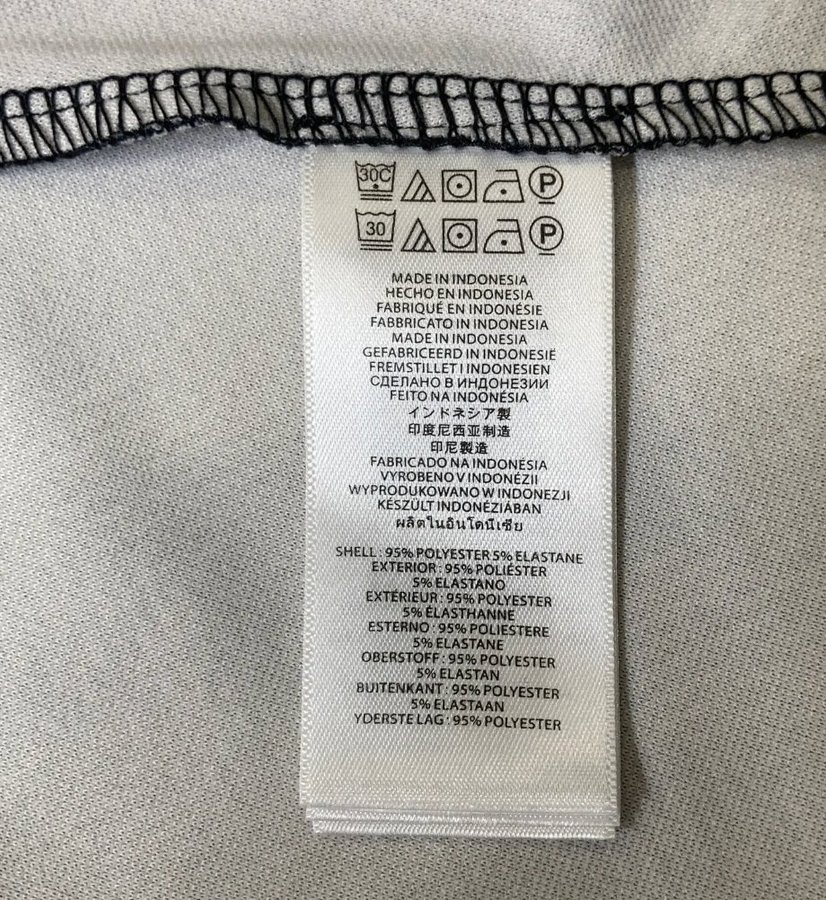 30C P
30 P
MADE IN INDONESIA
HECHO EN INDONESIA
FABRIQUÉ EN INDONÉSIE
FABBRICATO IN INDONESIA
MADE IN INDONESIA
GEFABRICEERD IN INDONESIË
FREMSTILLET I INDONESIEN
СДЕЛАНО В ИНДОНЕЗИИ
FEITO NA INDONÉSIA
インドネシア製
印度尼西亚制造
印尼製造
FABRICADO NA INDONÉSIA
VYROBENO V INDONÉZII
WYPRODUKOWANO W INDONEZJI
KÉSZÜLT INDONÉZIÁBAN
ผลิตในอินโดนีเซีย
SHELL : 95% POLYESTER 5% ELASTANE
EXTERIOR : 95% POLIÉSTER
5% ELASTANO
EXTÉRIEUR : 95% POLYESTER
5% ÉLASTHANNE
ESTERNO : 95% POLIESTERE
5% ELASTANE
OBERSTOFF : 95% POLYESTER
5% ELASTAN
BUITENKANT : 95% POLYESTER
5% ELASTAAN
YDERSTE LAG : 95% POLYESTER